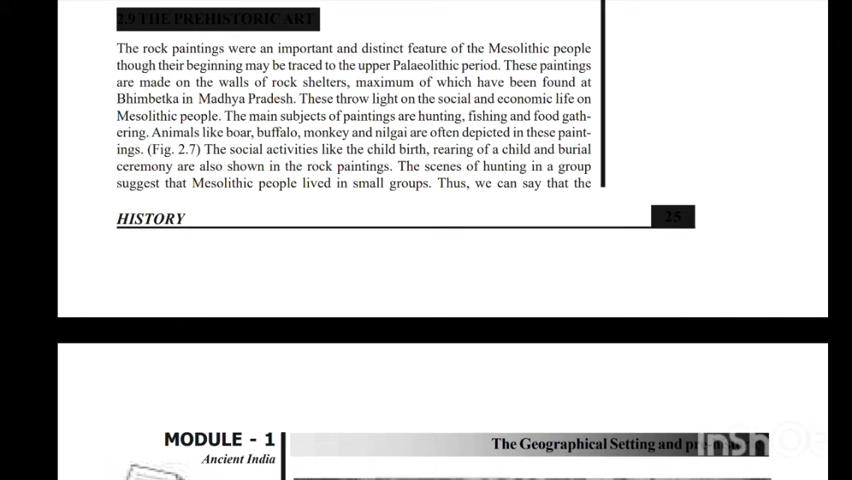 2.9 THE PREHISTORIC ART
The rock paintings were an important and distinct feature of the Mesolithic people
though their beginning may be traced to the upper Palaeolithic period. These paintings
are made on the walls of rock shelters, maximum of which have been found at
Bhimbetka in Madhya Pradesh. These throw light on the social and economic life on
Mesolithic people. The main subjects of paintings are hunting, fishing and food gath-
ering. Animals like boar, buffalo, monkey and nilgai are often depicted in these paint-
ings. (Fig. 2.7) The social activities like the child birth, rearing of a child and burial
ceremony are also shown in the rock paintings. The scenes of hunting in a group
suggest that Mesolithic people lived in small groups. Thus, we can say that the
HISTORY
25
MODULE - 1
Ancient India
The Geographical Setting and